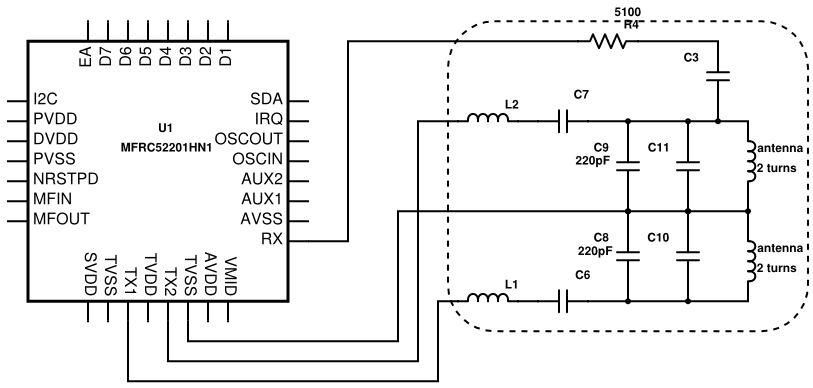 5100
R4
EA
D7
D6
D5
D4
D3
D2
D1
C3
I2C
SDA
L2
C7
PVDD
U1
IRQ
DVDD
MFRC52201HN1
OSCOUT
C9
C11
antenna
PVSS
OSCIN
220pF
2 turns
NRSTPD
AUX2
MFIN
AUX1
MFOUT
AVSS
RX
C8
C10
antenna
220pF
2 turns
SVDD
TVSS
TX1
TVDD
TX2
TVSS
AVDD
VMID
L1
C6